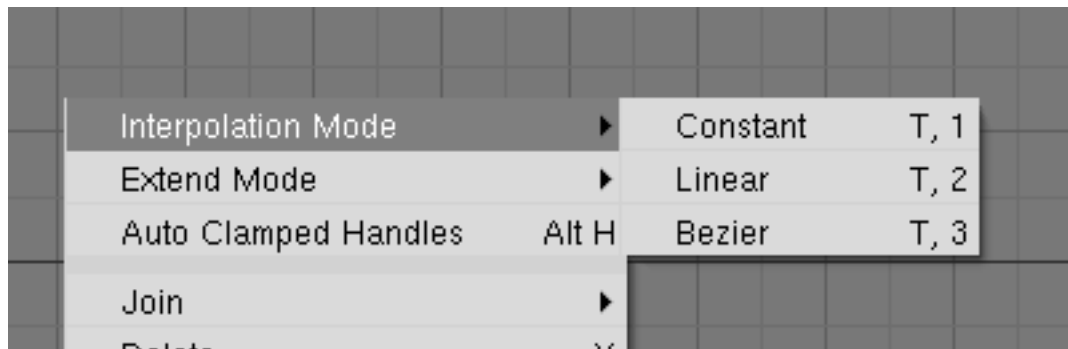 Interpolation Mode
Constant T, 1
Extend Mode
Linear T, 2
Auto Clamped Handles Alt H
Bezier T, 3
Join